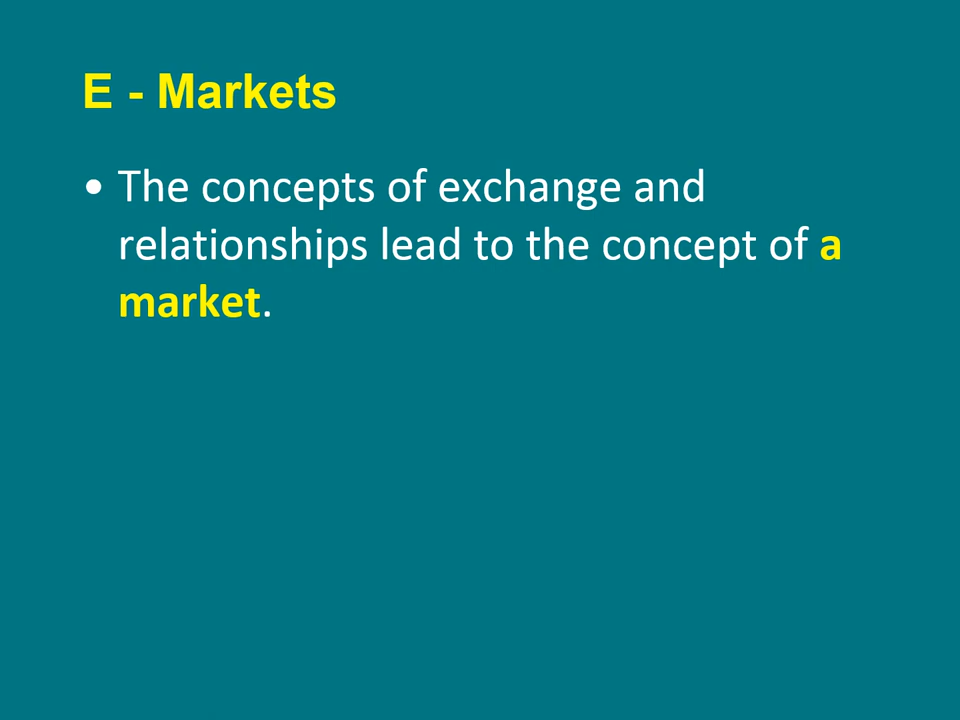 E - Markets
• The concepts of exchange and
relationships lead to the concept of a
market.